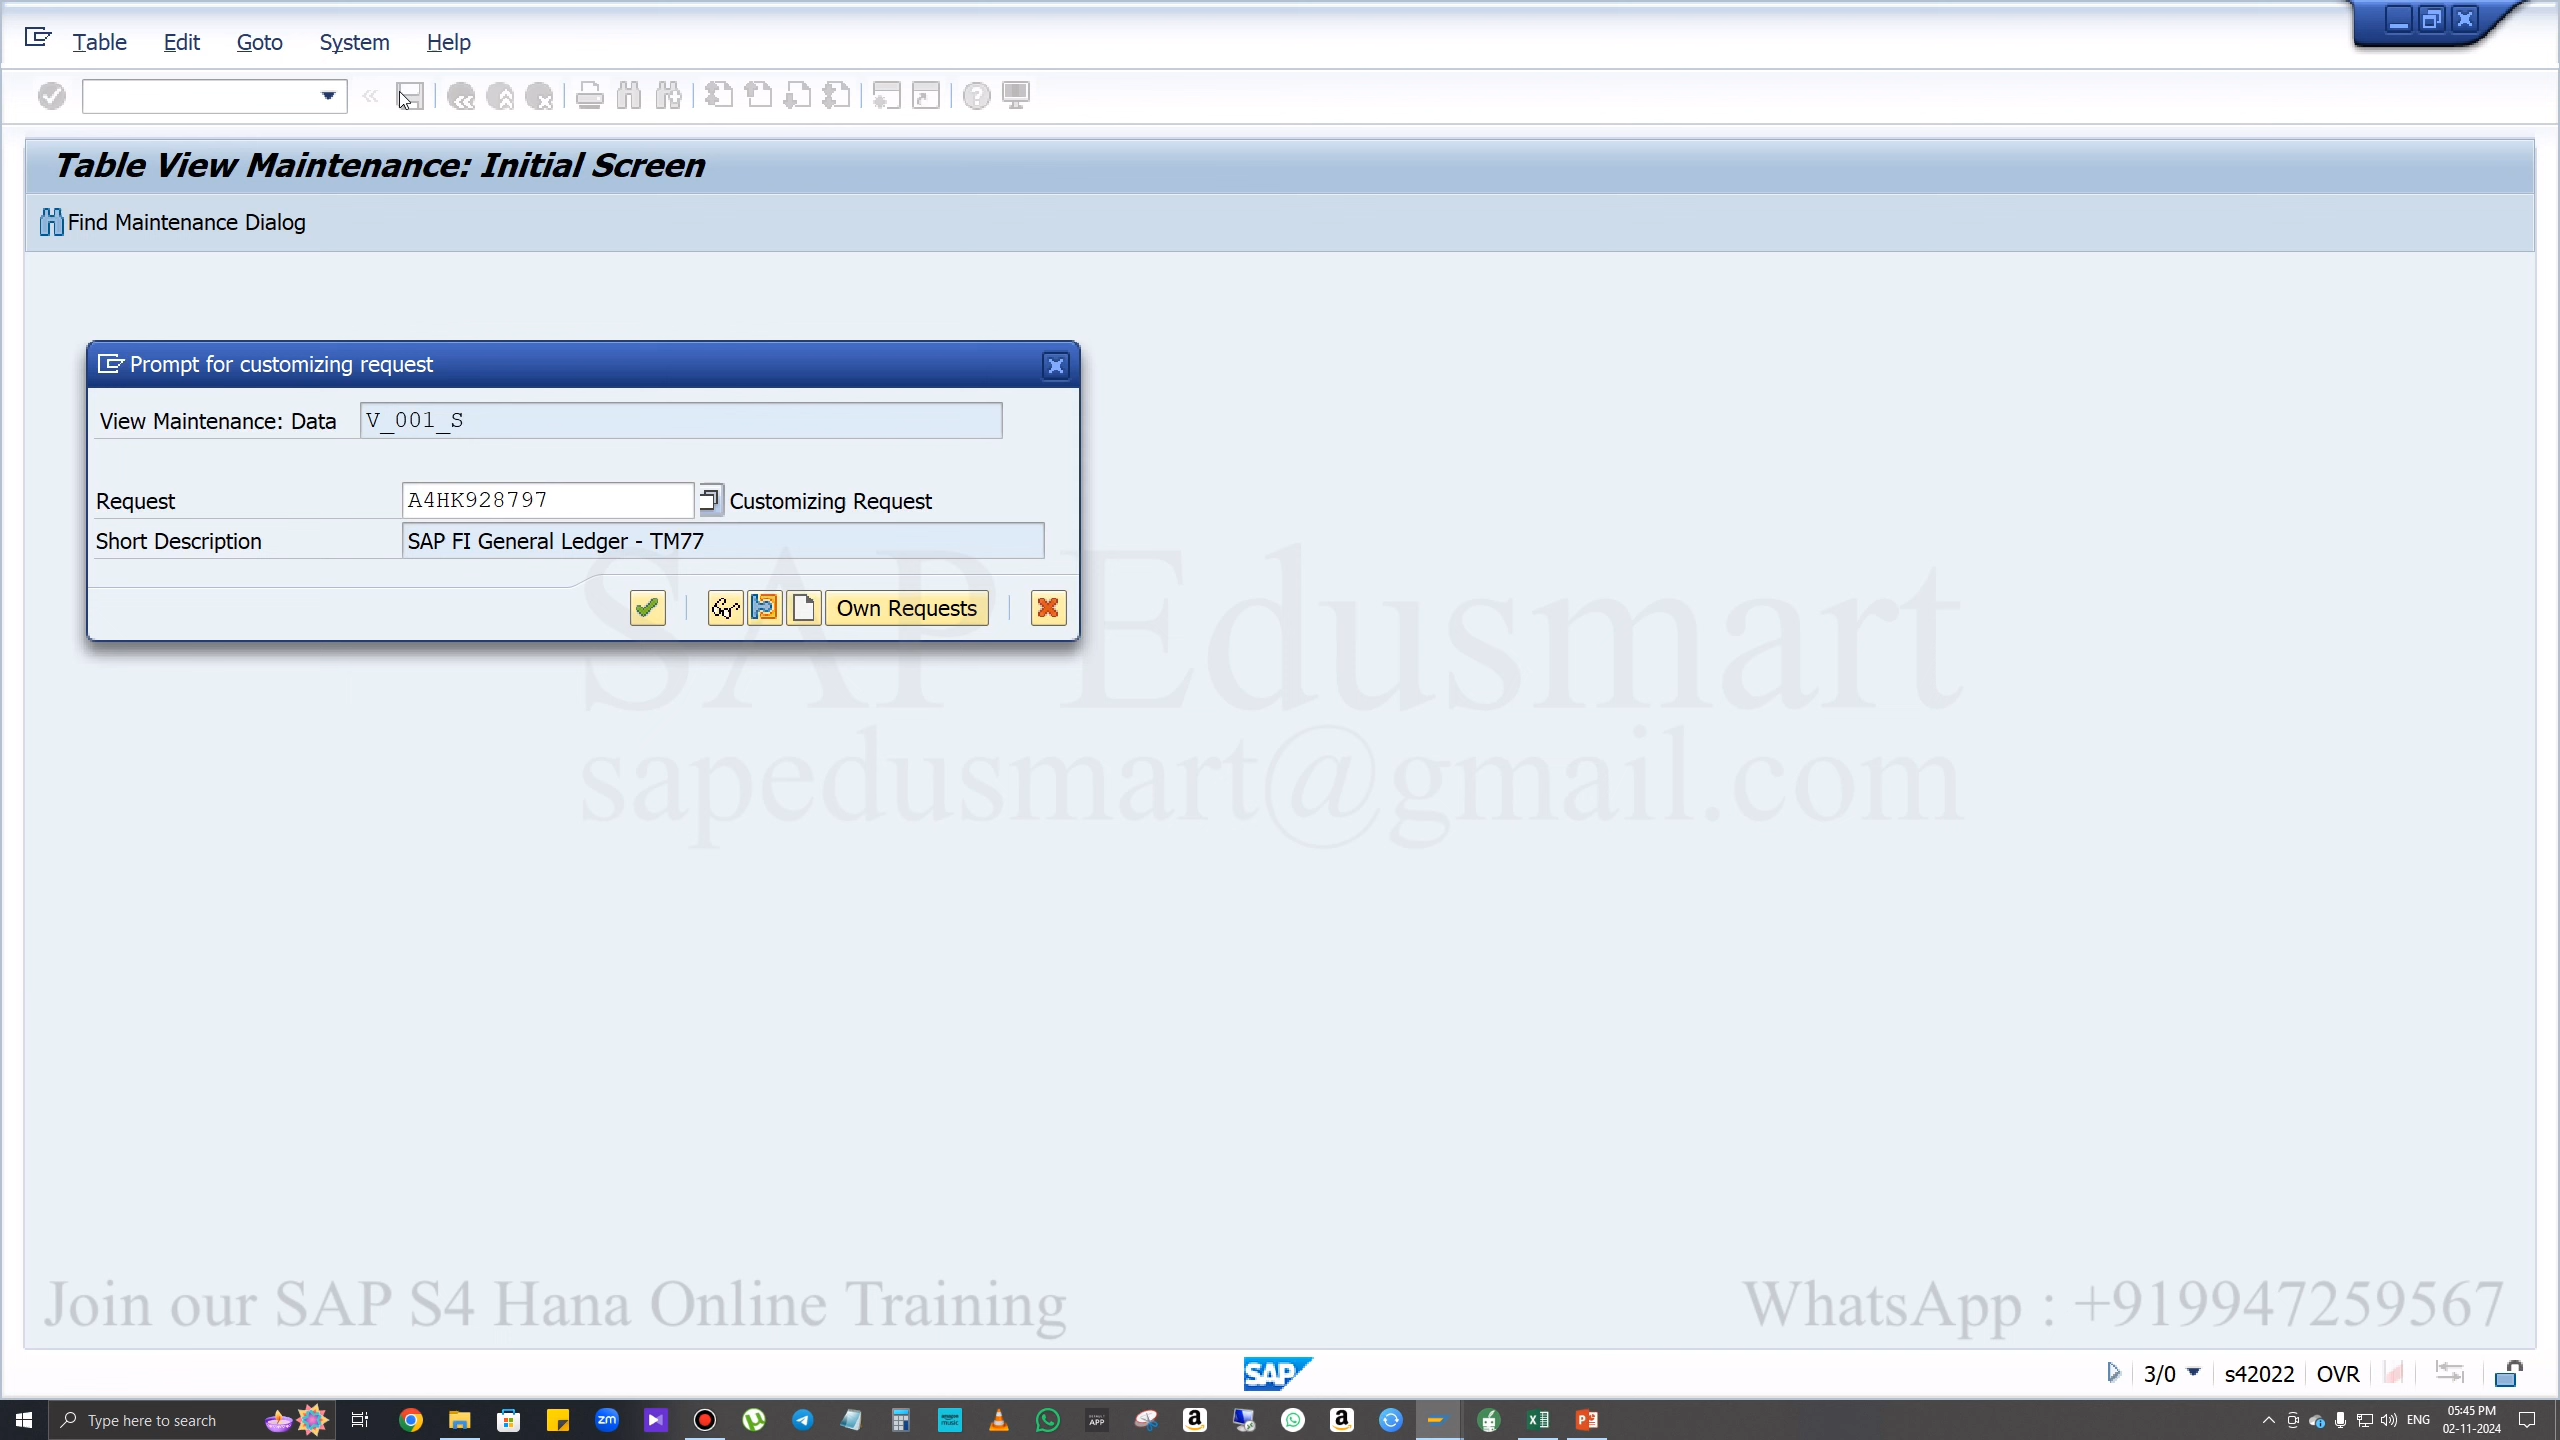 Table Edit Goto System Help
Table View Maintenance: Initial Screen
Find Maintenance Dialog
Prompt for customizing request
View Maintenance: Data V_001_S
Request A4HK928797 Customizing Request
Short Description SAP FI General Ledger - TM77
Own Requests
SAP Edusmart
sapedusmart@gmail.com
Join our SAP S4 Hana Online Training WhatsApp : +919947259567
SAP 3/0 s42022 OVR
Type here to search zm APP ENG 05:45 PM
02-11-2024